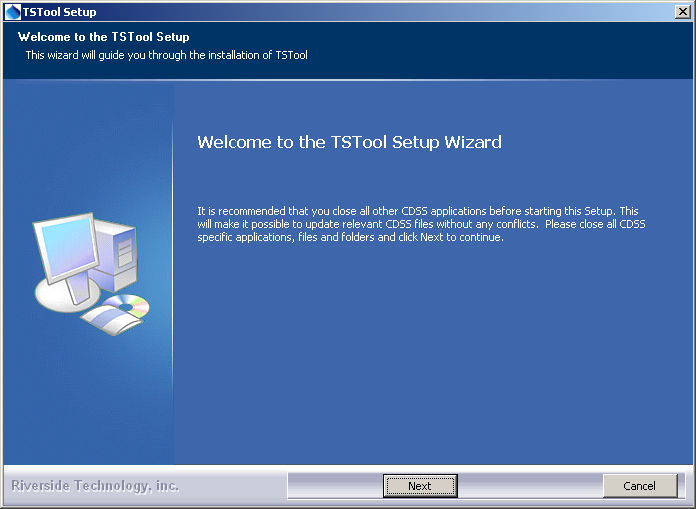 TSTool Setup
Welcome to the TSTool Setup
This wizard will guide you through the installation of TSTool
Welcome to the TSTool Setup Wizard
It is recommended that you close all other CDSS applications before starting this Setup. This
will make it possible to update relevant CDSS files without any conflicts.  Please close all CDSS
specific applications, files and folders and click Next to continue.
Riverside Technology, inc.
Next
Cancel